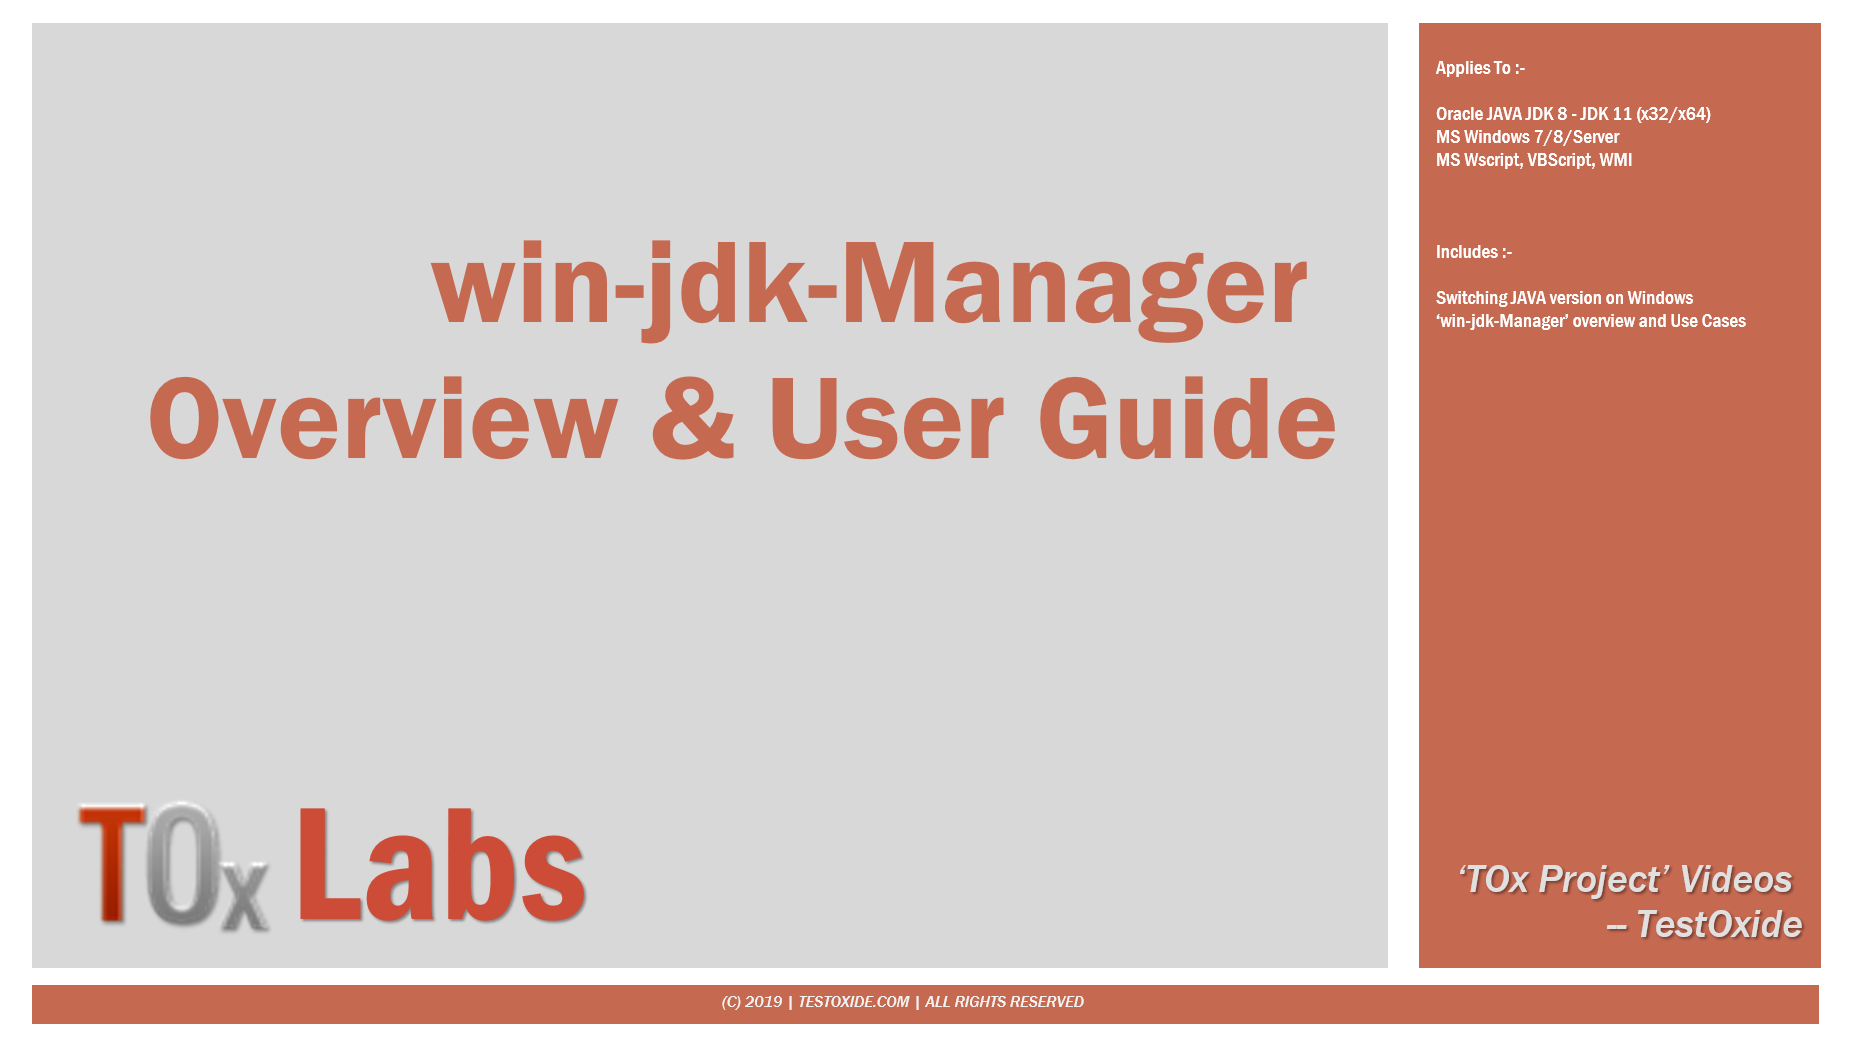 win-jdk-Manager
Overview & User Guide
TOx Labs
Applies To :-
Oracle JAVA JDK 8 - JDK 11 (x32/x64)
MS Windows 7/8/Server
MS Wscript, VBScript, WMI
Includes :-
Switching JAVA version on Windows
‘win-jdk-Manager’ overview and Use Cases
‘TOx Project’ Videos
-- TestOxide
(C) 2019 | TESTOXIDE.COM | ALL RIGHTS RESERVED